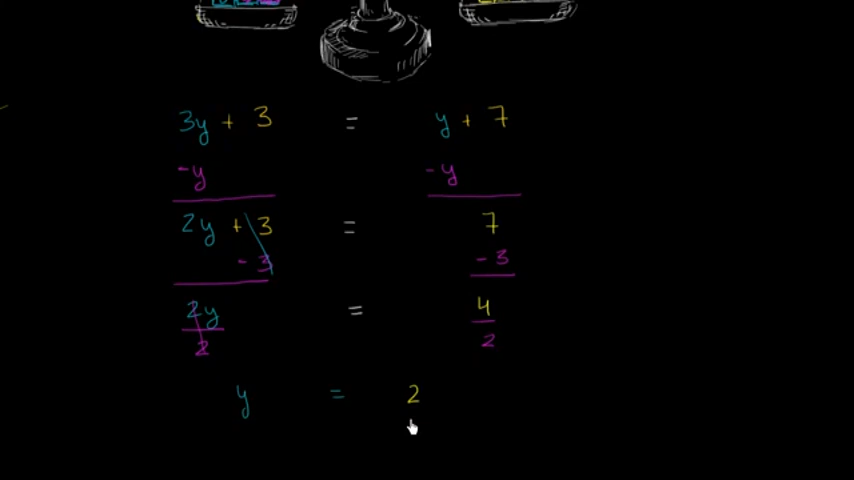 3y + 3 = y + 7
-y -y
2y + 3 = 7
- 3 - 3
2y = 4
2 2
y = 2